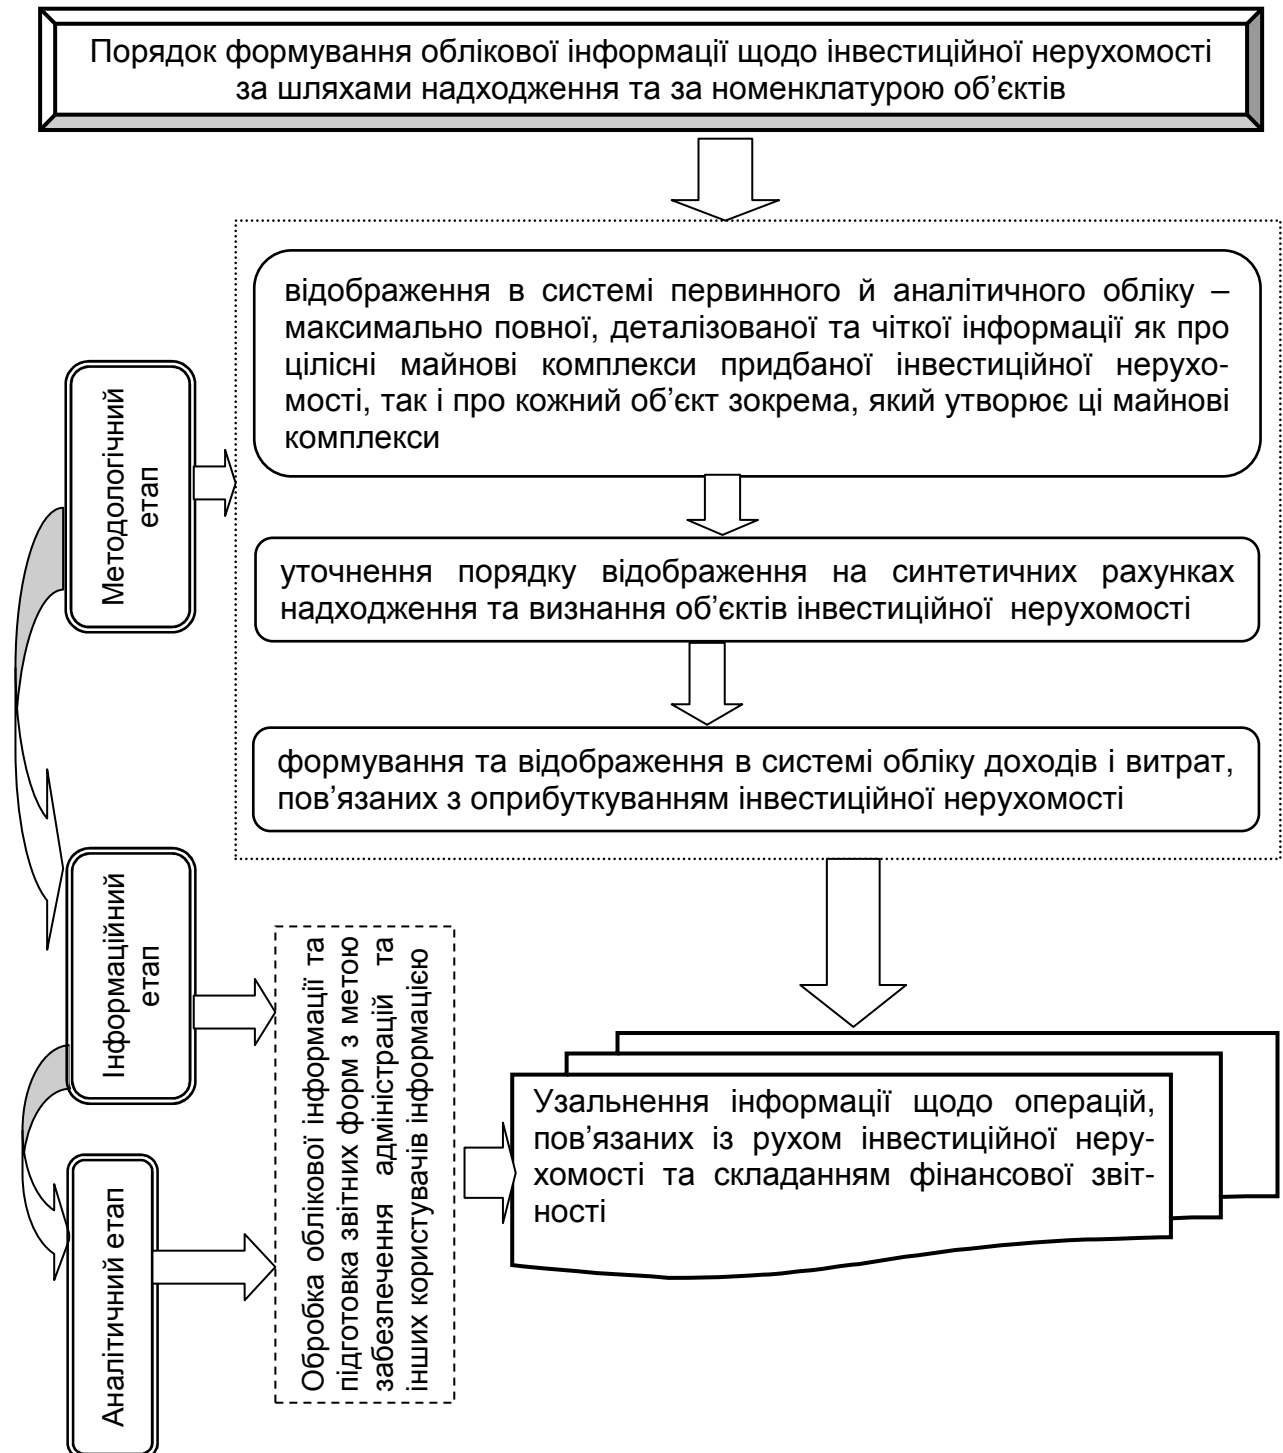 Порядок формування облікової інформації щодо інвестиційної нерухомості
за шляхами надходження та за номенклатурою об’єктів
відображення в системі первинного й аналітичного обліку –
максимально повної, деталізованої та чіткої інформації як про
цілісні майнові комплекси придбаної інвестиційної нерухо-
мості, так і про кожний об’єкт зокрема, який утворює ці майнові
комплекси
Методологічний
етап
уточнення порядку відображення на синтетичних рахунках
надходження та визнання об’єктів інвестиційної нерухомості
формування та відображення в системі обліку доходів і витрат,
пов’язаних з оприбуткуванням інвестиційної нерухомості
Інформаційний
етап
Обробка облікової інформації та
підготовка звітних форм з метою
забезпечення адміністрацій та
інших користувачів інформацією
Узальнення інформації щодо операцій,
пов’язаних із рухом інвестиційної неру-
хомості та складанням фінансової звіт-
ності
Аналітичний етап